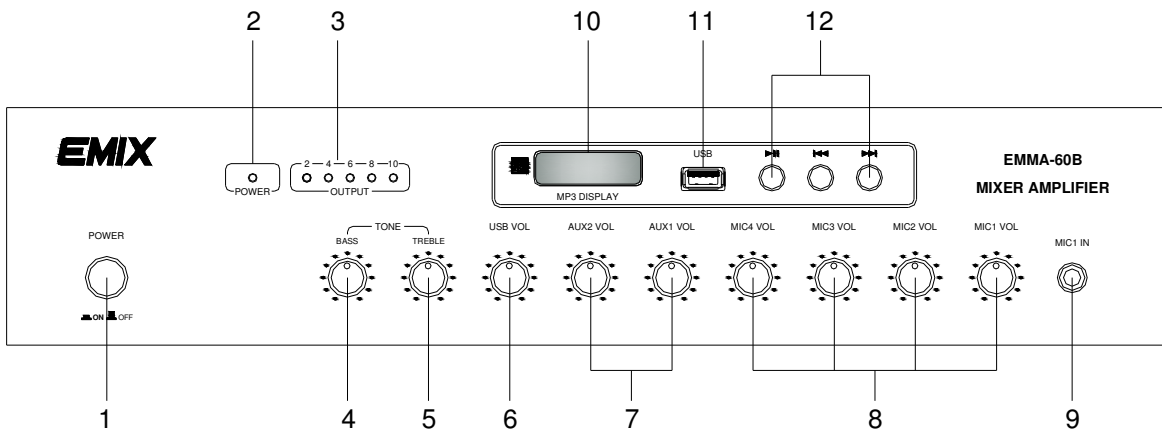 2 3 10 11 12
EMIX
2 4 6 8 10
POWER OUTPUT
MP3 DISPLAY
USB
EMMA-60B
MIXER AMPLIFIER
POWER
ON OFF
TONE
BASS TREBLE
USB VOL AUX2 VOL AUX1 VOL MIC4 VOL MIC3 VOL MIC2 VOL MIC1 VOL
MIC1 IN
1 4 5 6 7 8 9